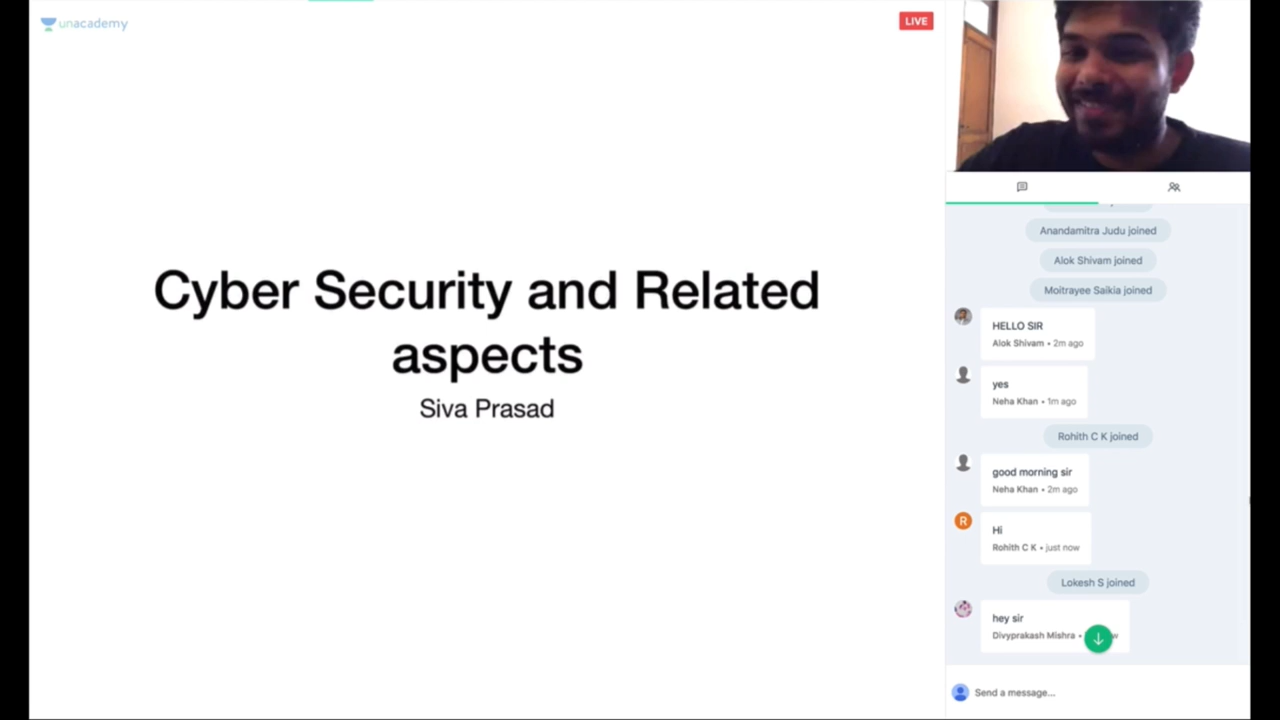 unacademy
LIVE
Cyber Security and Related
aspects
Siva Prasad
Anandamitra Judu joined
Alok Shivam joined
Moitrayee Saikia joined
HELLO SIR
Alok Shivam • 2m ago
yes
Neha Khan • 1m ago
Rohith C K joined
good morning sir
Neha Khan • 2m ago
R
Hi
Rohith C K • just now
Lokesh S joined
hey sir
Divyprakash Mishra •
Send a message...